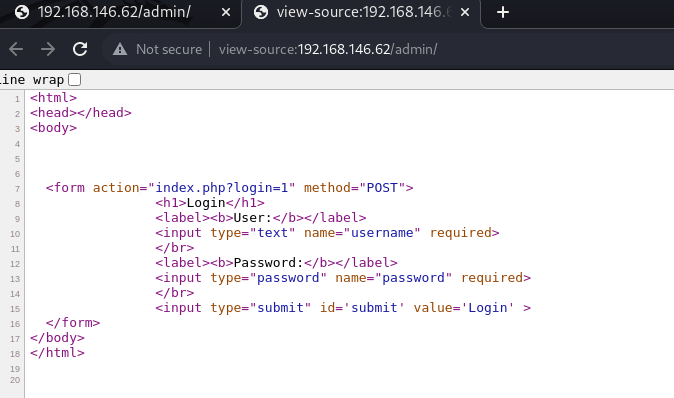 192.168.146.62/admin/ × view-source:192.168.146.6 × +
Not secure | view-source:192.168.146.62/admin/
ine wrap
1 <html>
2 <head></head>
3 <body>
4
5
6
7 <form action="index.php?login=1" method="POST">
8 <h1>Login</h1>
9 <label><b>User:</b></label>
10 <input type="text" name="username" required>
11 </br>
12 <label><b>Password:</b></label>
13 <input type="password" name="password" required>
14 </br>
15 <input type="submit" id='submit' value='Login' >
16 </form>
17 </body>
18 </html>
19
20